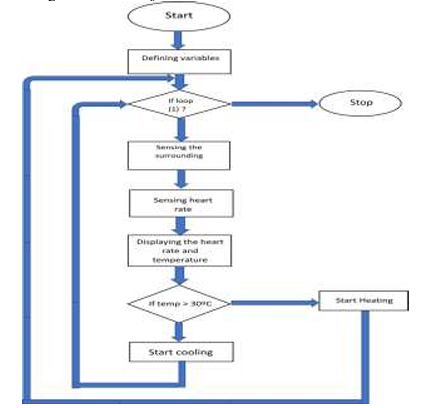 Start
Defining variables
If loop
(1) ?
Stop
Sensing the
surrounding
Sensing heart
rate
Displaying the heart
rate and
temperature
If temp > 30ºC
Start Heating
Start cooling